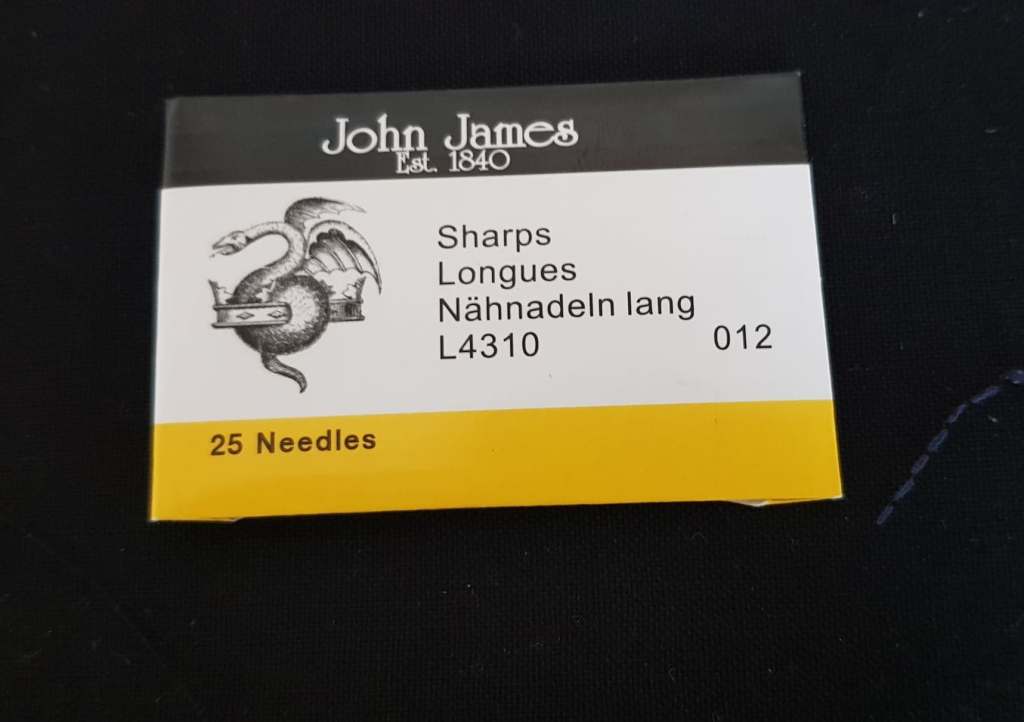 John James
Est. 1840
Sharps
Longues
Nähnadeln lang
L4310 012
25 Needles